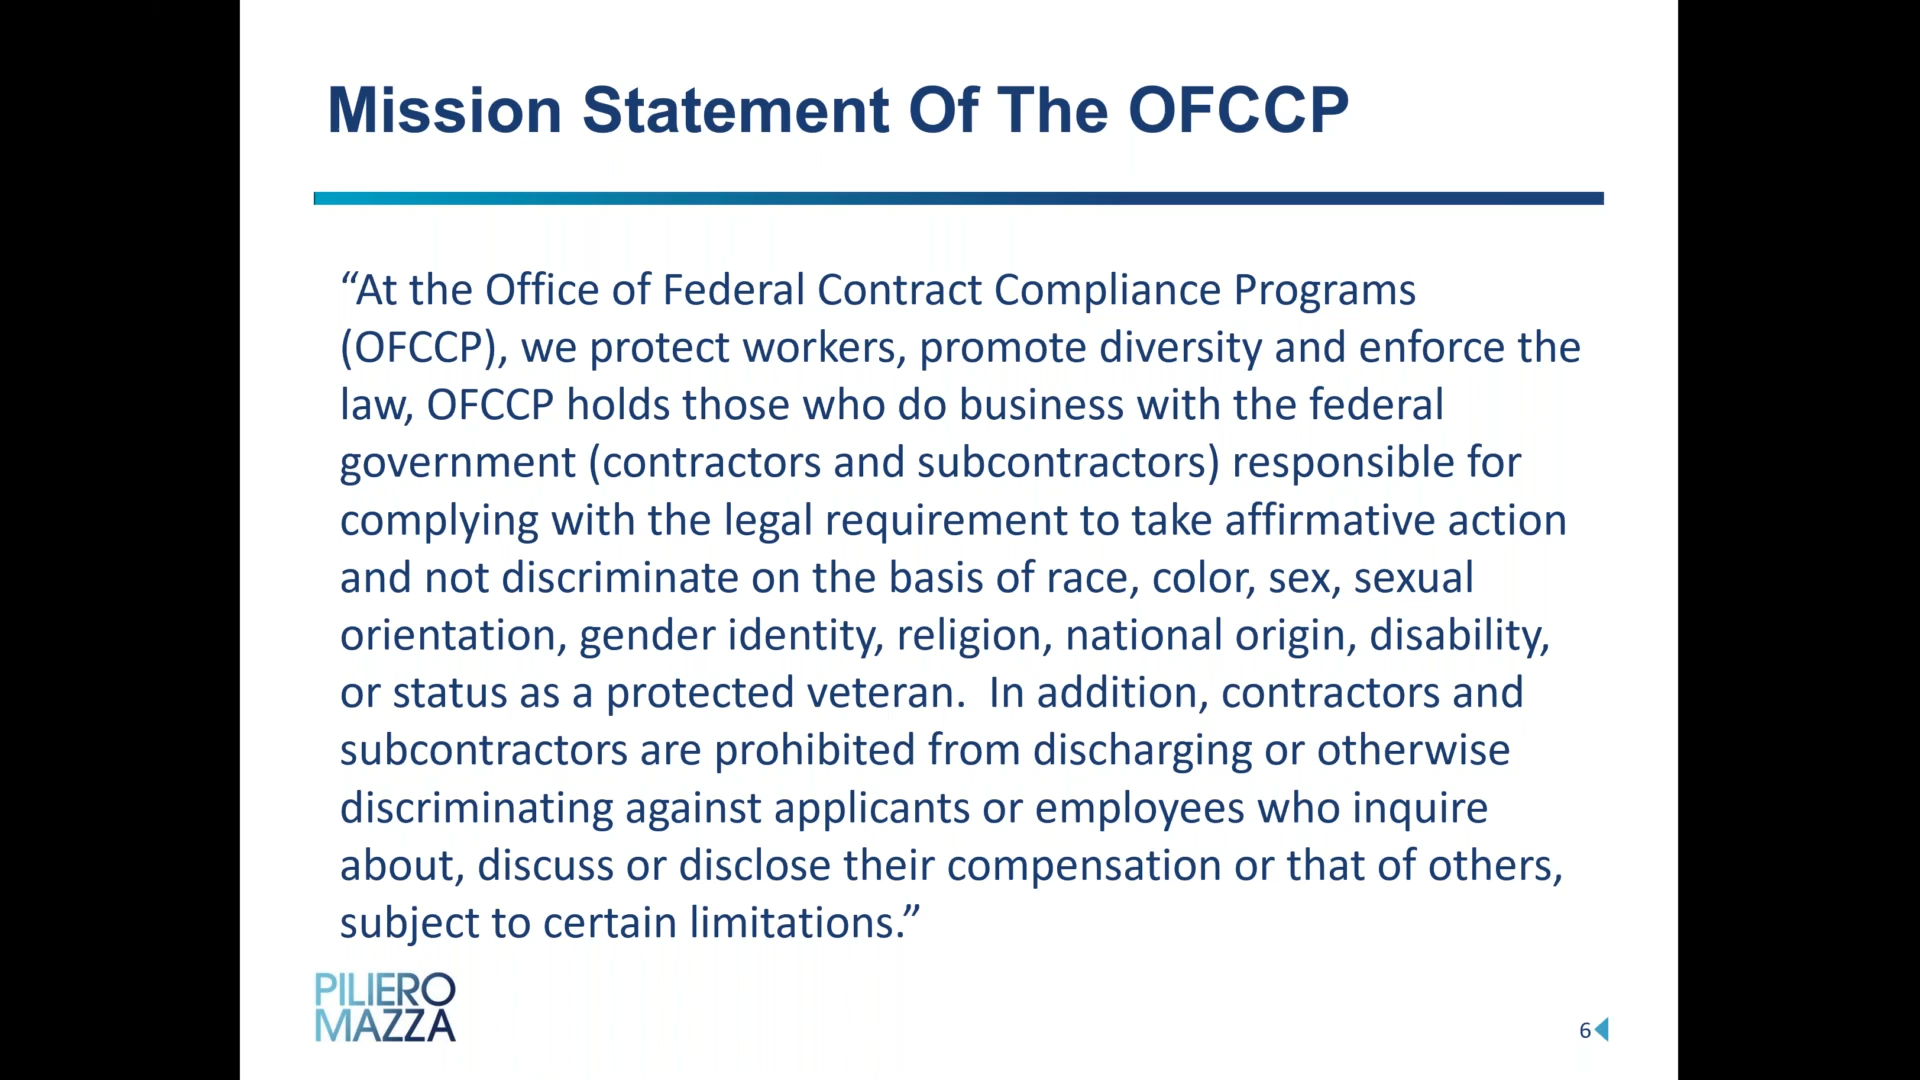 Mission Statement Of The OFCCP
“At the Office of Federal Contract Compliance Programs
(OFCCP), we protect workers, promote diversity and enforce the
law, OFCCP holds those who do business with the federal
government (contractors and subcontractors) responsible for
complying with the legal requirement to take affirmative action
and not discriminate on the basis of race, color, sex, sexual
orientation, gender identity, religion, national origin, disability,
or status as a protected veteran.  In addition, contractors and
subcontractors are prohibited from discharging or otherwise
discriminating against applicants or employees who inquire
about, discuss or disclose their compensation or that of others,
subject to certain limitations.”
PILIERO
MAZZA
6